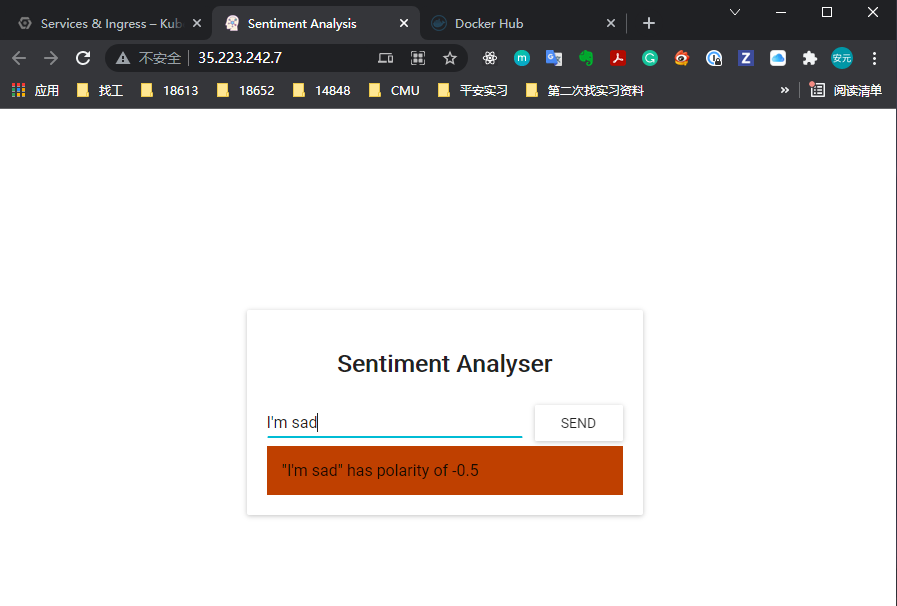 Services & Ingress – Kub
Sentiment Analysis
Docker Hub
不安全
35.223.242.7
安元
应用
找工
18613
18652
14848
CMU
平安实习
第二次找实习资料
»
阅读清单
Sentiment Analyser
I'm sad
SEND
"I'm sad" has polarity of -0.5